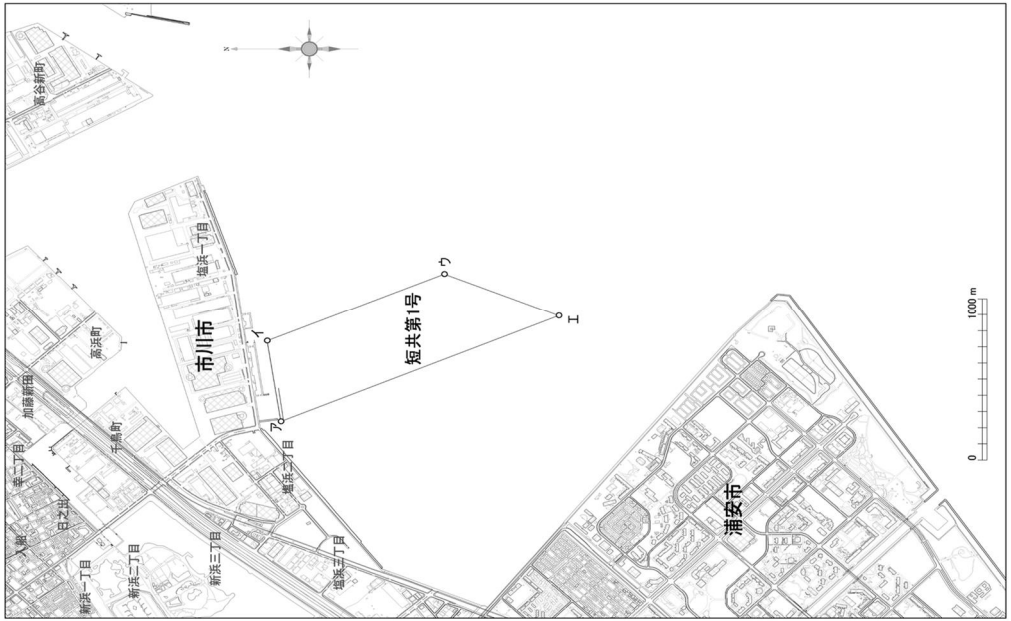 高谷新町
N
塩浜一丁目
市川市
高浜町
加藤新田
千鳥町
幸二丁目
日之出
入船
イ
ア
ウ
エ
短共第1号
塩浜二丁目
新浜一丁目
新浜二丁目
新浜三丁目
塩浜三丁目
浦安市
0
1000 m